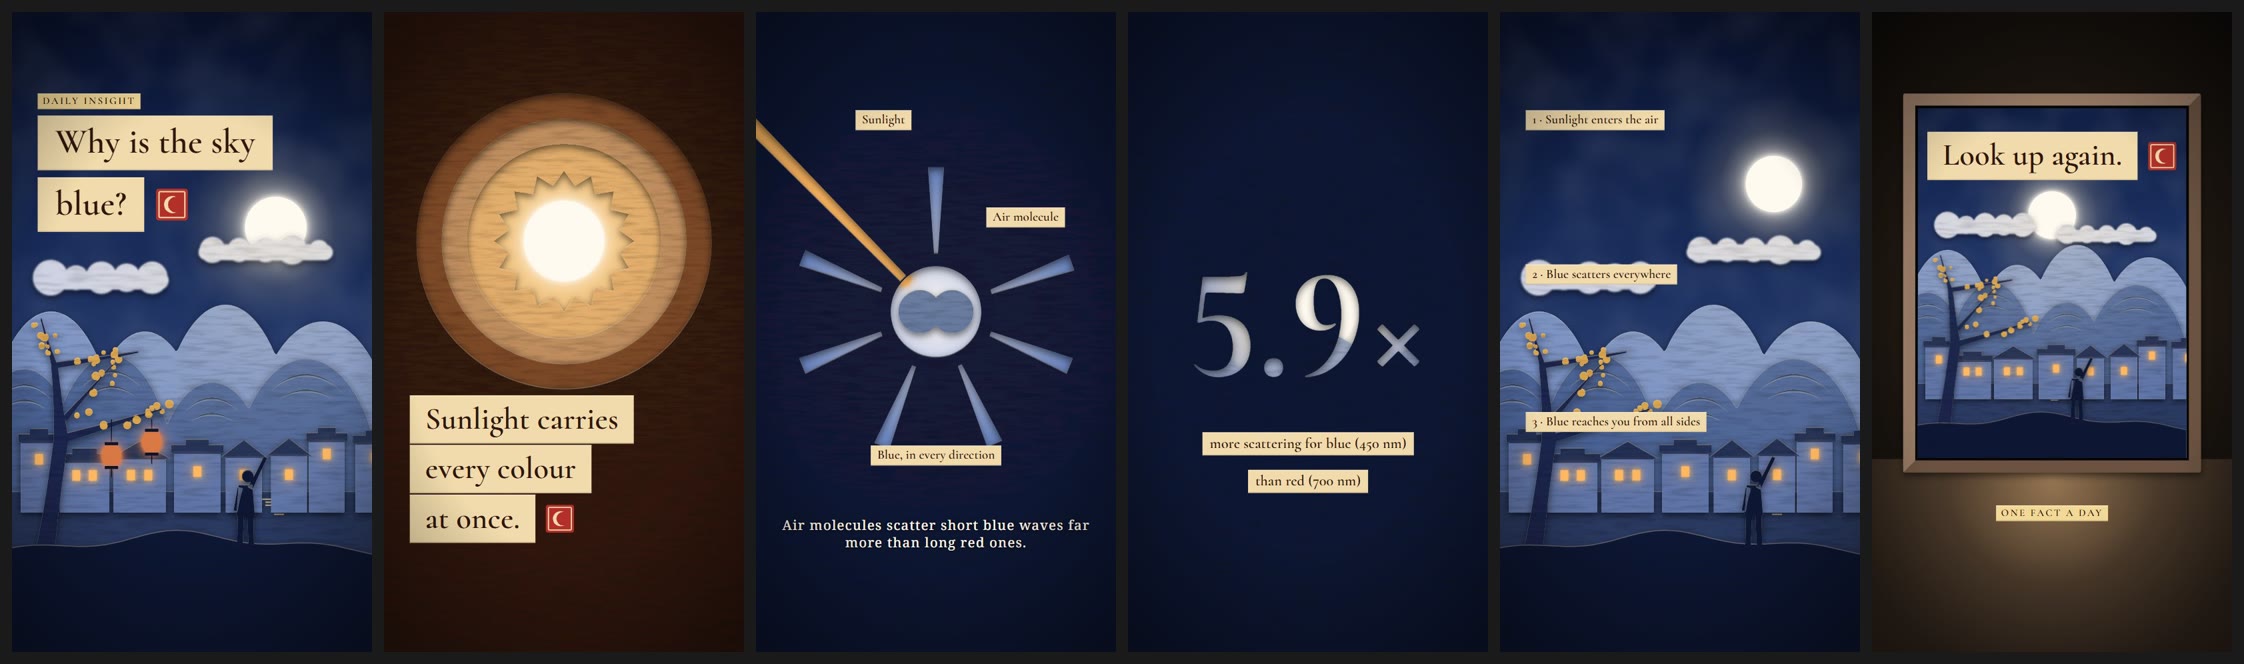 DAILY INSIGHT
Why is the sky
blue?
Sunlight carries
every colour
at once.
Sunlight
Air molecule
Blue, in every direction
Air molecules scatter short blue waves far
more than long red ones.
5.9×
more scattering for blue (450 nm)
than red (700 nm)
1 · Sunlight enters the air
2 · Blue scatters everywhere
3 · Blue reaches you from all sides
Look up again.
ONE FACT A DAY